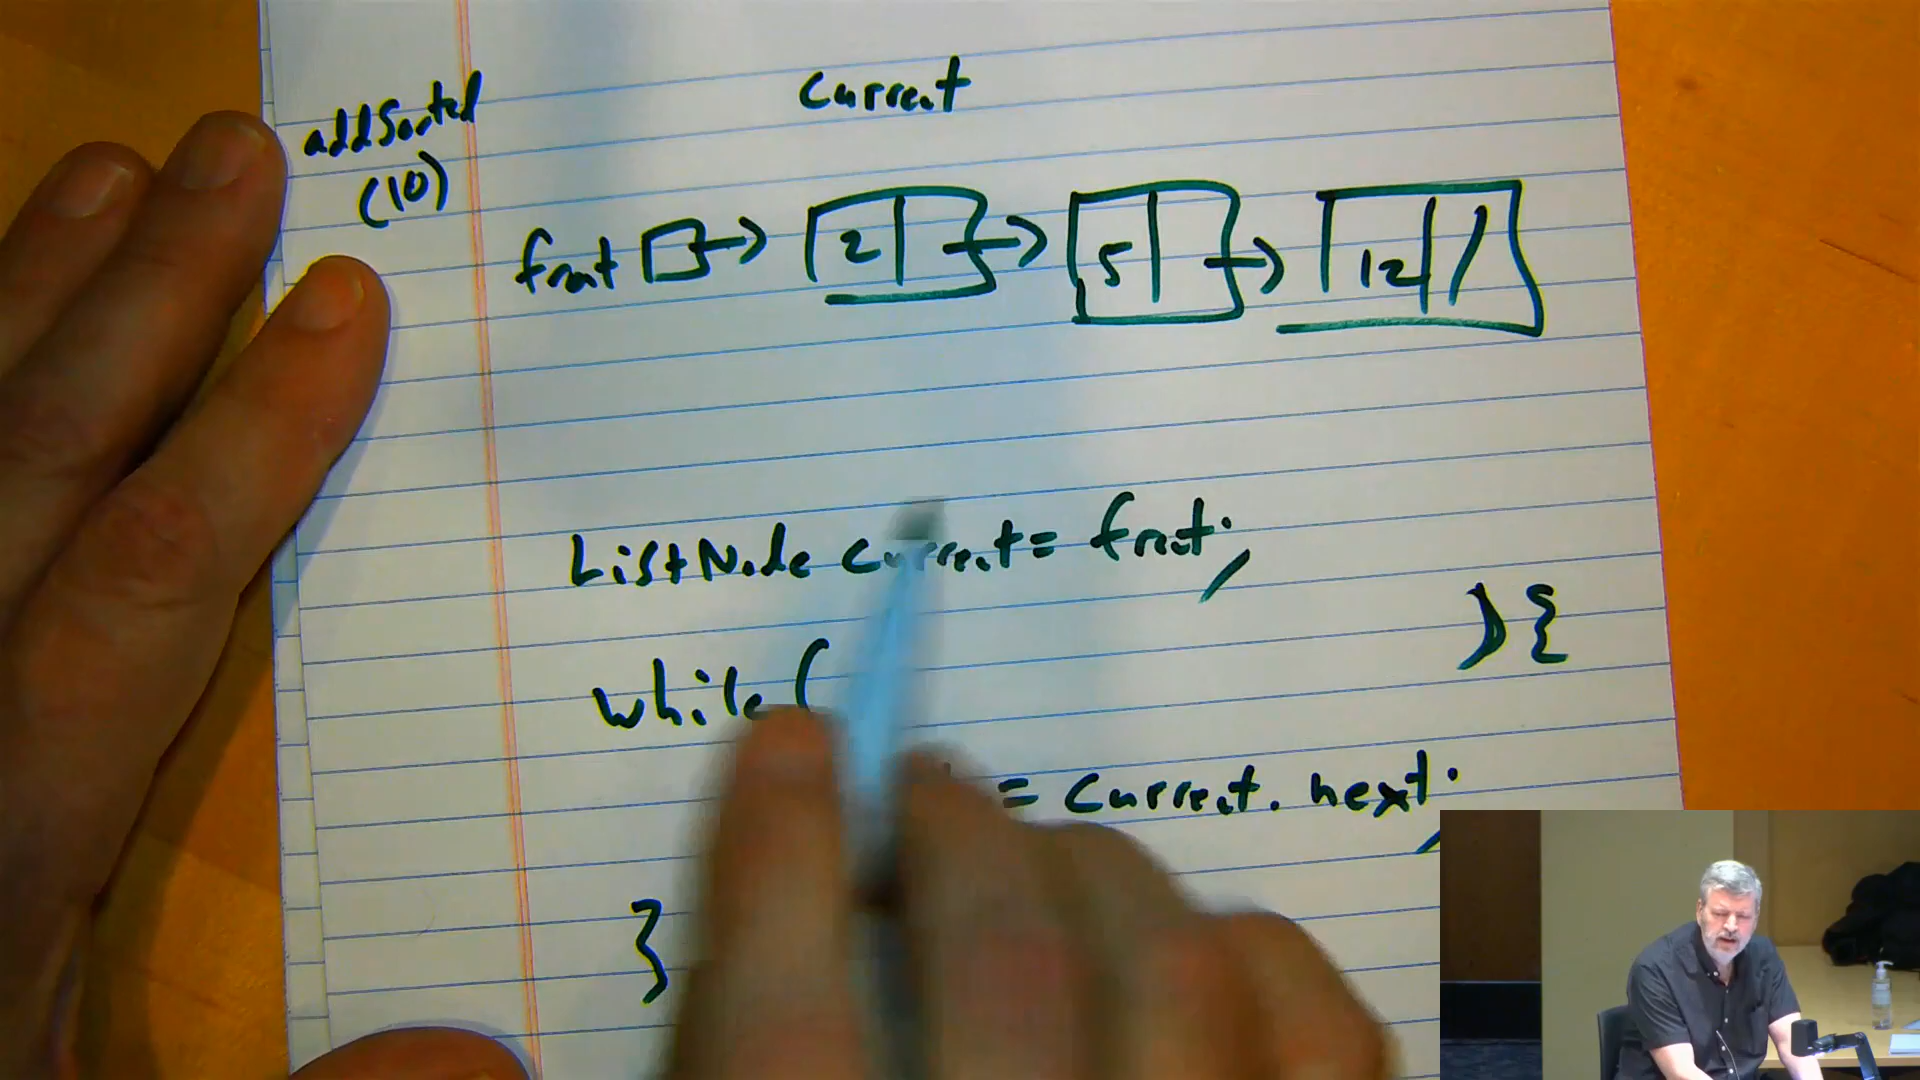 Current
addSorted
(10)
front 2 5 12 /
ListNode current = front;
while (
) {
= current.next;
}